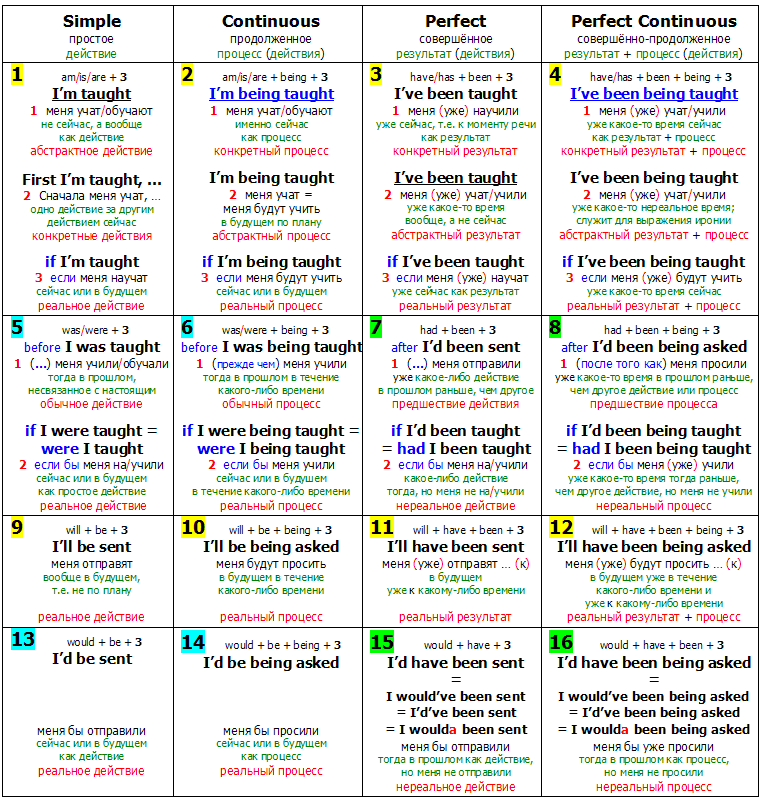 Simple
простое
действие
Continuous
продолженное
процесс (действия)
Perfect
совершённое
результат (действия)
Perfect Continuous
совершённо-продолженное
результат + процесс (действия)
1
am/is/are + 3
I'm taught
1 меня учат/обучают
не сейчас, а вообще
как действие
абстрактное действие
First I'm taught, ...
2 Сначала меня учат, ...
одно действие за другим
действием сейчас
конкретные действия
if I'm taught
3 если меня научат
сейчас или в будущем
реальное действие
2
am/is/are + being + 3
I'm being taught
1 меня учат/обучают
именно сейчас
как процесс
конкретный процесс
I'm being taught
2 меня учат =
меня будут учить
в будущем по плану
абстрактный процесс
if I'm being taught
3 если меня будут учить
сейчас или в будущем
реальный процесс
3
have/has + been + 3
I've been taught
1 меня (уже) научили
уже сейчас, т.е. к моменту речи
как результат
конкретный результат
I've been taught
2 меня (уже) учат/учили
уже какое-то время
вообще, а не сейчас
абстрактный результат
if I've been taught
3 если меня (уже) научат
уже сейчас как результат
реальный результат
4
have/has + been + being + 3
I've been being taught
1 меня (уже) учат/учили
уже какое-то время сейчас
как результат + процесс
конкретный результат + процесс
I've been being taught
2 меня (уже) учат/учили
уже какое-то нереальное время;
служит для выражения иронии
абстрактный результат + процесс
if I've been being taught
3 если меня (уже) будут учить
уже какое-то время сейчас
реальный результат + процесс
5
was/were + 3
before I was taught
1 (...) меня учили/обучали
тогда в прошлом,
несвязанное с настоящим
обычное действие
if I were taught =
were I taught
2 если бы меня на/учили
сейчас или в будущем
как простое действие
реальное действие
6
was/were + being + 3
before I was being taught
1 (прежде чем) меня учили
тогда в прошлом в течение
какого-либо времени
обычный процесс
if I were being taught =
were I being taught
2 если бы меня учили
сейчас или в будущем
в течение какого-либо времени
реальный процесс
7
had + been + 3
after I'd been sent
1 (...) меня отправили
уже какое-либо действие
в прошлом раньше, чем другое
предшествие действия
if I'd been taught
= had I been taught
2 если бы меня на/учили
какое-либо действие
тогда, но меня не на/учили
нереальное действие
8
had + been + being + 3
after I'd been being asked
1 (после того как) меня просили
уже какое-то время в прошлом раньше,
чем другое действие или процесс
предшествие процесса
if I'd been being taught
= had I been being taught
2 если бы меня (уже) учили
уже какое-то время тогда раньше,
чем другое действие, но меня не учили
нереальный процесс
9
will + be + 3
I'll be sent
меня отправят
вообще в будущем,
т.е. не по плану
реальное действие
10
will + be + being + 3
I'll be being asked
меня будут просить
в будущем в течение
какого-либо времени
реальный процесс
11
will + have + been + 3
I'll have been sent
меня (уже) отправят ... (к)
в будущем
уже к какому-либо времени
реальный результат
12
will + have + been + being + 3
I'll have been being asked
меня (уже) будут просить ... (к)
в будущем уже в течение
какого-либо времени и
уже к какому-либо времени
реальный результат + процесс
13
would + be + 3
I'd be sent
меня бы отправили
сейчас или в будущем
как действие
реальное действие
14
would + be + being + 3
I'd be being asked
меня бы просили
сейчас или в будущем
как процесс
реальный процесс
15
would + have + 3
I'd have been sent
=
I would've been sent
= I'd've been sent
= I woulda been sent
меня бы отправили
тогда в прошлом как действие,
но меня не отправили
нереальное действие
16
would + have + been + 3
I'd have been being asked
=
I would've been being asked
= I'd've been being asked
= I woulda been being asked
меня бы уже просили
тогда в прошлом как процесс,
но меня не просили
нереальный процесс